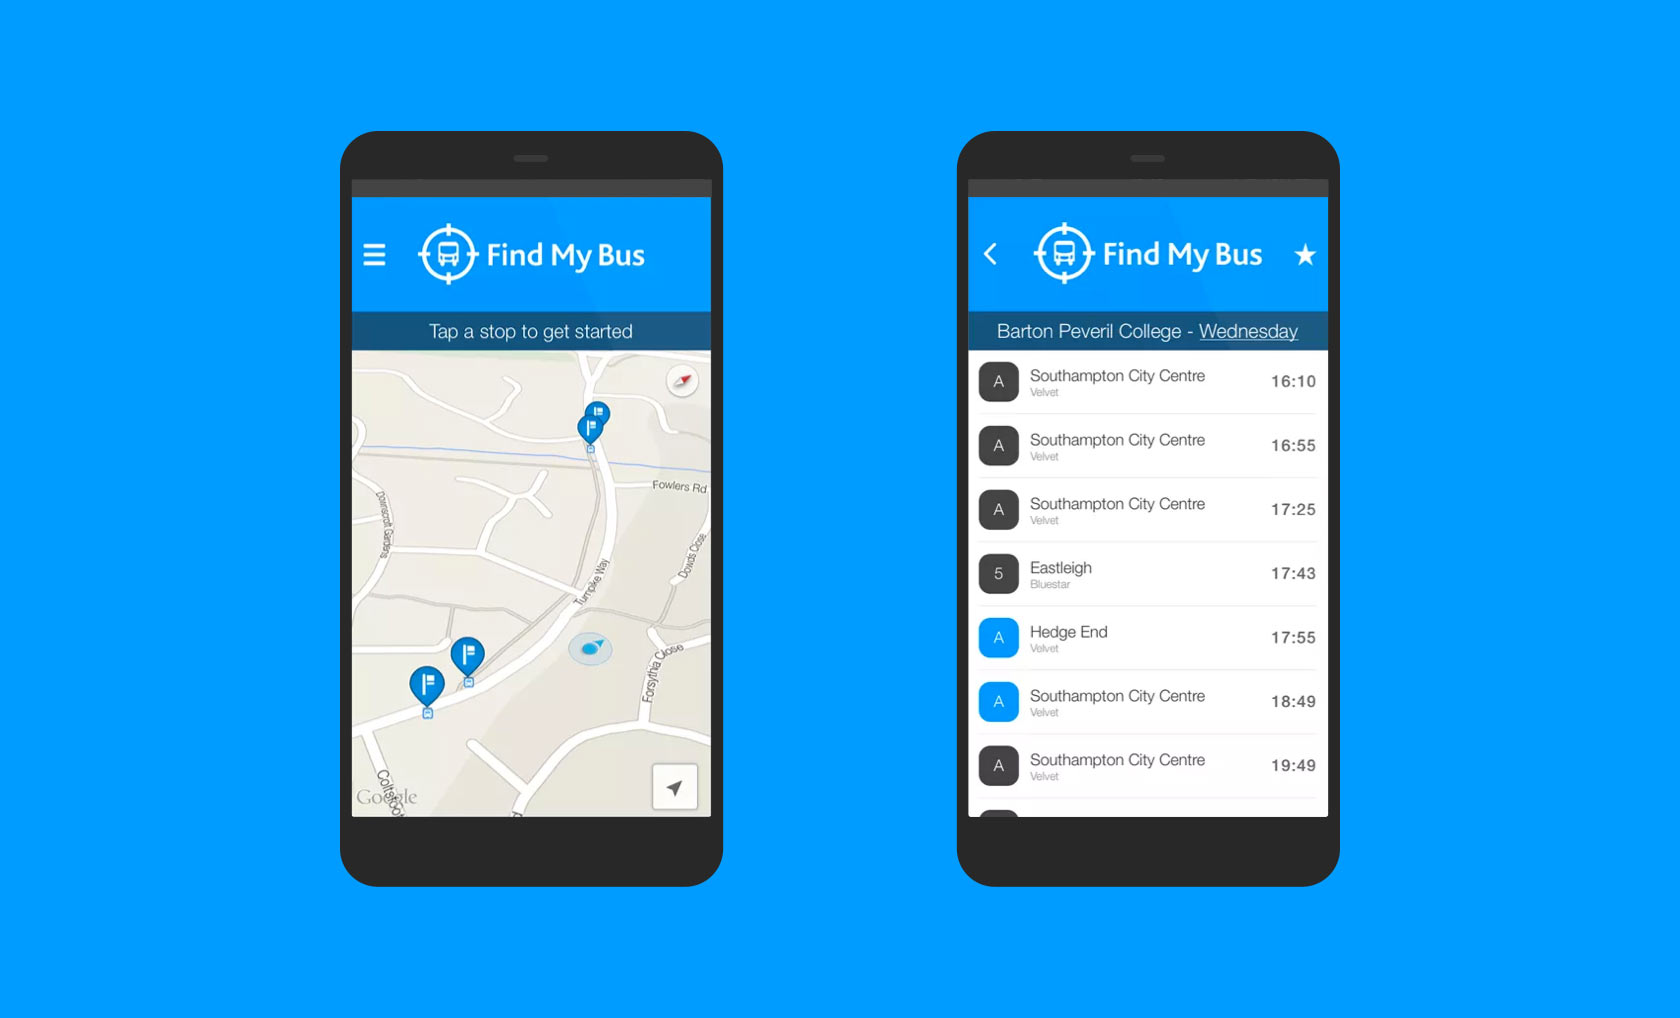 Find My Bus
Tap a stop to get started
Fowlers Rd
Downscroft Gardens
Dowds Close
Turnpike Way
Forsythia Close
Google
Find My Bus
Barton Peveril College - Wednesday
A
Southampton City Centre
Velvet
16:10
A
Southampton City Centre
Velvet
16:55
A
Southampton City Centre
Velvet
17:25
5
Eastleigh
Bluestar
17:43
A
Hedge End
Velvet
17:55
A
Southampton City Centre
Velvet
18:49
A
Southampton City Centre
Velvet
19:49